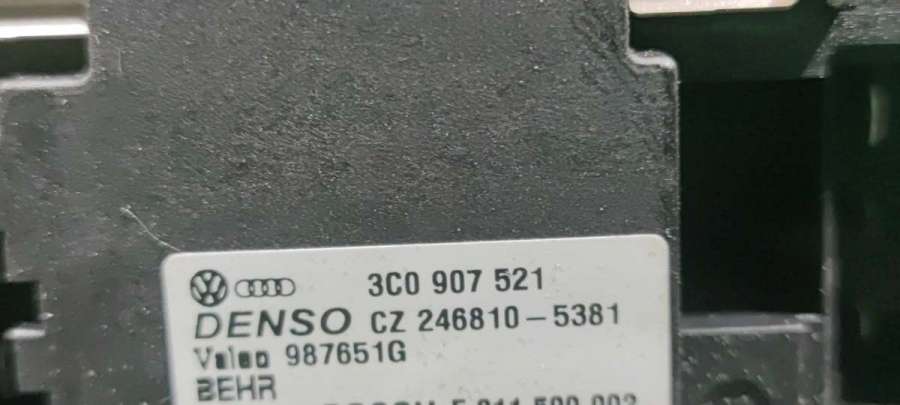 3C0 907 521
DENSO CZ 246810-5381
Valeo 987651G
BEHR